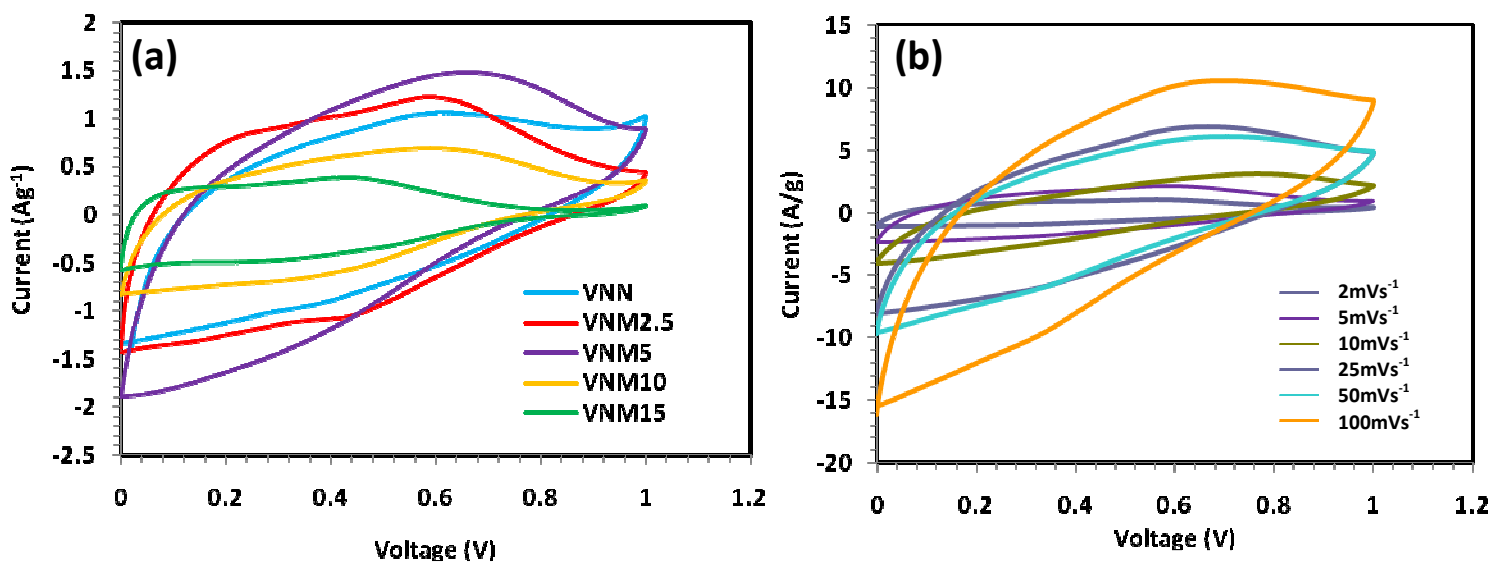 (a)
2
1.5
1
0.5
0
-0.5
-1
-1.5
-2
-2.5
Current (Ag⁻¹)
VNN
VNM2.5
VNM5
VNM10
VNM15
0 0.2 0.4 0.6 0.8 1 1.2
Voltage (V)
(b)
15
10
5
0
-5
-10
-15
-20
Current (A/g)
2mVs⁻¹
5mVs⁻¹
10mVs⁻¹
25mVs⁻¹
50mVs⁻¹
100mVs⁻¹
0 0.2 0.4 0.6 0.8 1 1.2
Voltage (V)